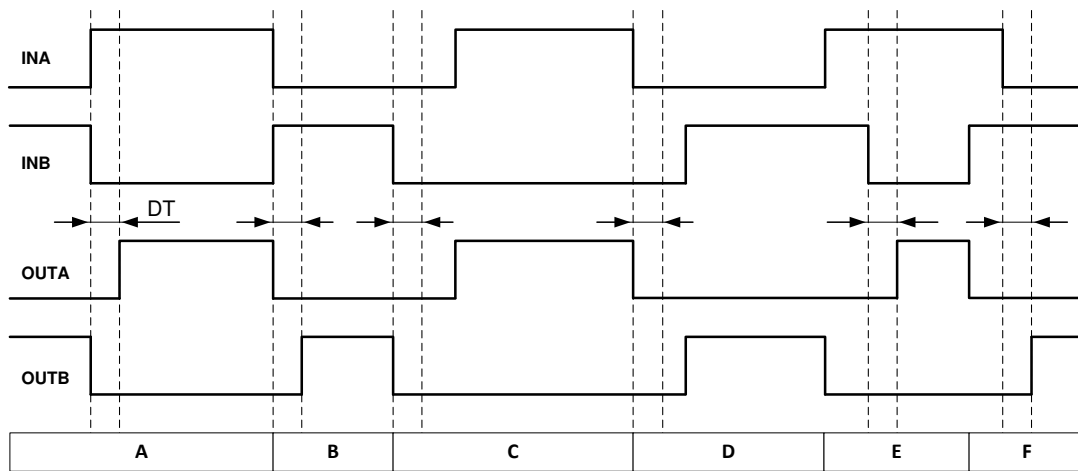 INA
INB
DT
OUTA
OUTB
A B C D E F